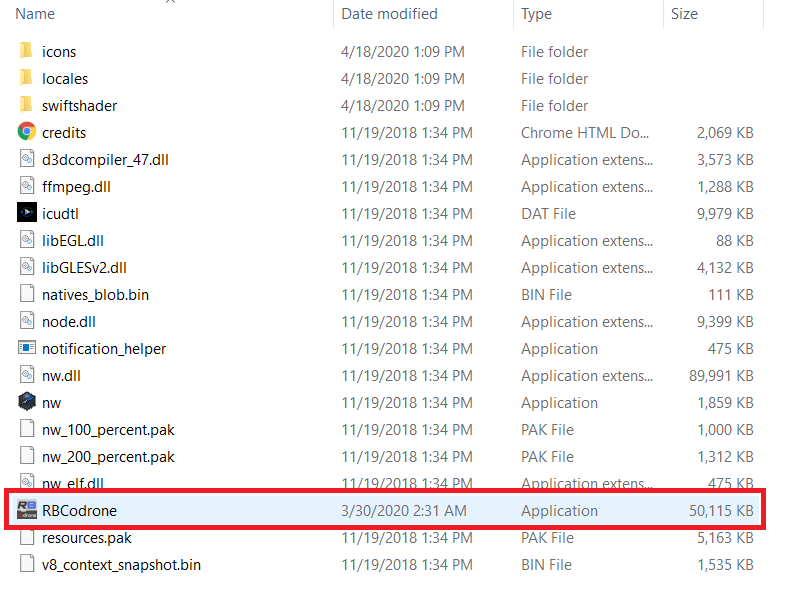 Name Date modified Type Size
icons 4/18/2020 1:09 PM File folder
locales 4/18/2020 1:09 PM File folder
swiftshader 4/18/2020 1:09 PM File folder
credits 11/19/2018 1:34 PM Chrome HTML Do... 2,069 KB
d3dcompiler_47.dll 11/19/2018 1:34 PM Application extens... 3,573 KB
ffmpeg.dll 11/19/2018 1:34 PM Application extens... 1,288 KB
icudtl 11/19/2018 1:34 PM DAT File 9,979 KB
libEGL.dll 11/19/2018 1:34 PM Application extens... 88 KB
libGLESv2.dll 11/19/2018 1:34 PM Application extens... 4,132 KB
natives_blob.bin 11/19/2018 1:34 PM BIN File 111 KB
node.dll 11/19/2018 1:34 PM Application extens... 9,399 KB
notification_helper 11/19/2018 1:34 PM Application 475 KB
nw.dll 11/19/2018 1:34 PM Application extens... 89,991 KB
nw 11/19/2018 1:34 PM Application 1,859 KB
nw_100_percent.pak 11/19/2018 1:34 PM PAK File 1,000 KB
nw_200_percent.pak 11/19/2018 1:34 PM PAK File 1,312 KB
nw_elf.dll 11/19/2018 1:34 PM Application extens... 475 KB
RB Codrone RBCodrone 3/30/2020 2:31 AM Application 50,115 KB
resources.pak 11/19/2018 1:34 PM PAK File 5,163 KB
v8_context_snapshot.bin 11/19/2018 1:34 PM BIN File 1,535 KB